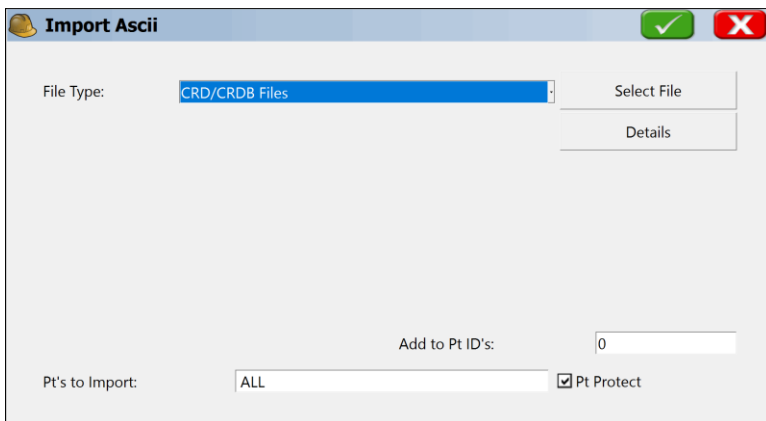 Import Ascii
File Type: CRD/CRDB Files Select File
Details
Add to Pt ID's: 0
Pt's to Import: ALL Pt Protect